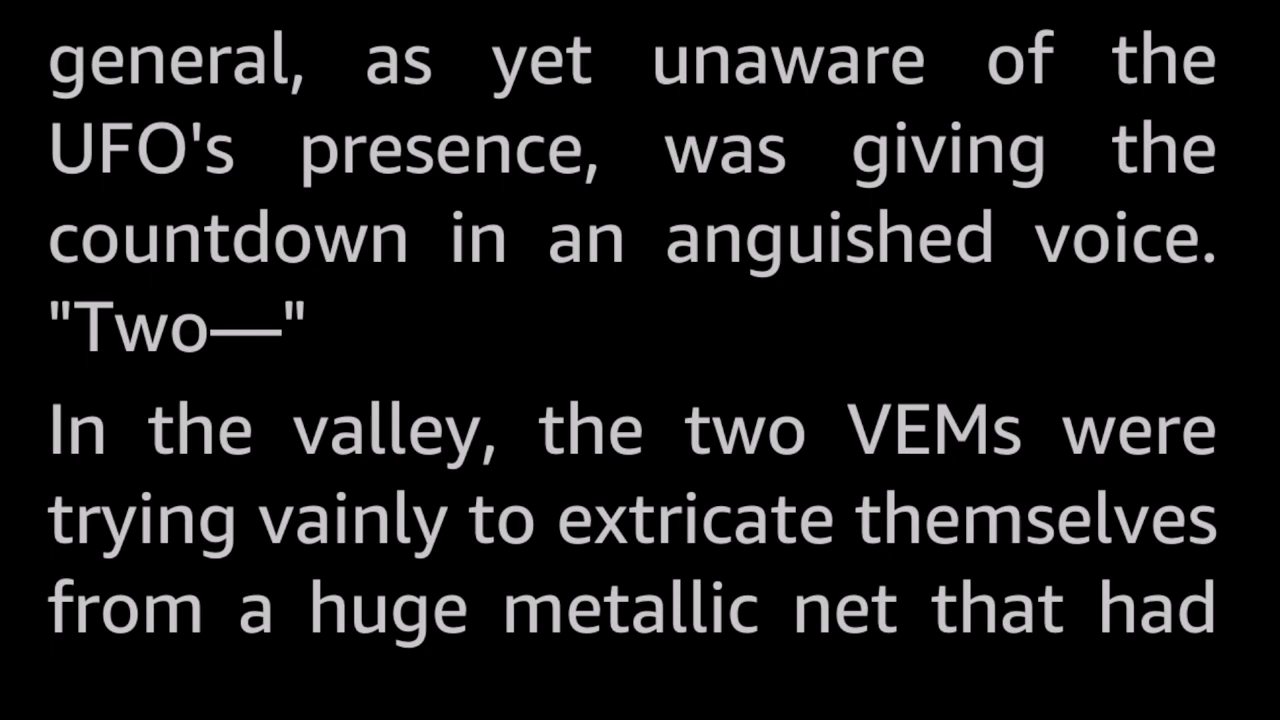 general, as yet unaware of the
UFO's presence, was giving the
countdown in an anguished voice.
"Two—"
In the valley, the two VEMs were
trying vainly to extricate themselves
from a huge metallic net that had